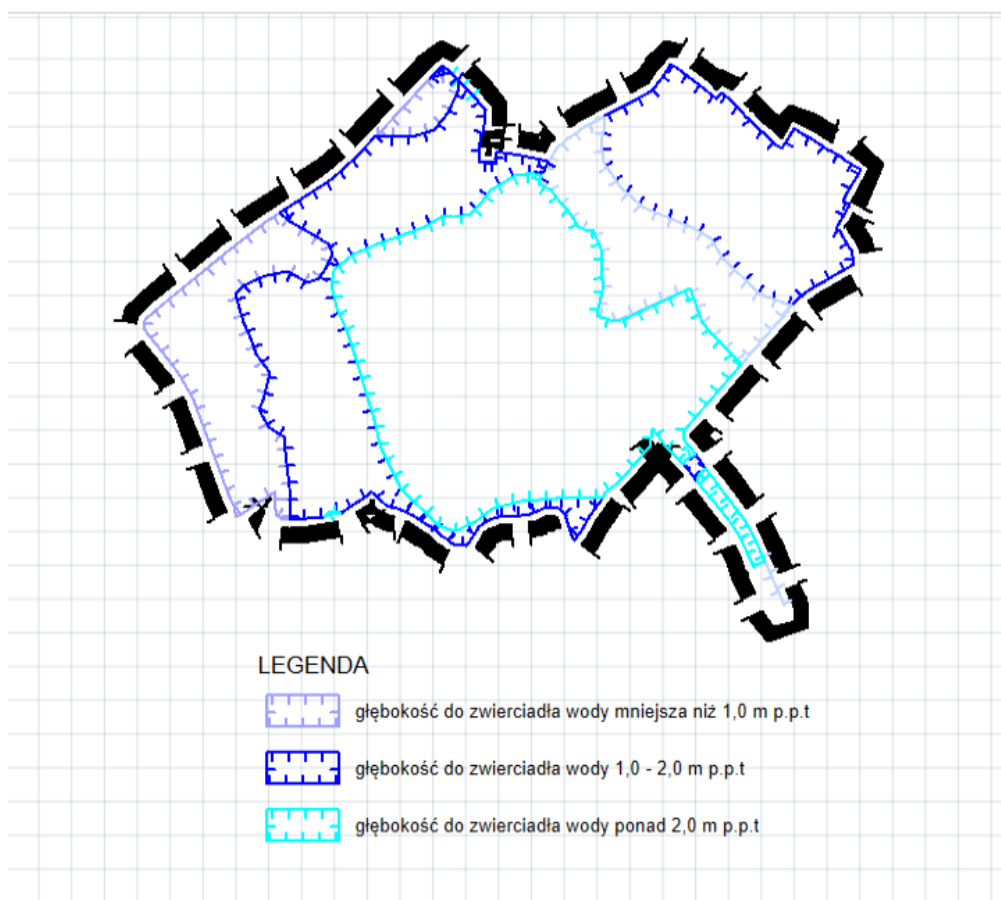 LEGENDA
głębokość do zwierciadła wody mniejsza niż 1,0 m p.p.t
głębokość do zwierciadła wody 1,0 - 2,0 m p.p.t
głębokość do zwierciadła wody ponad 2,0 m p.p.t